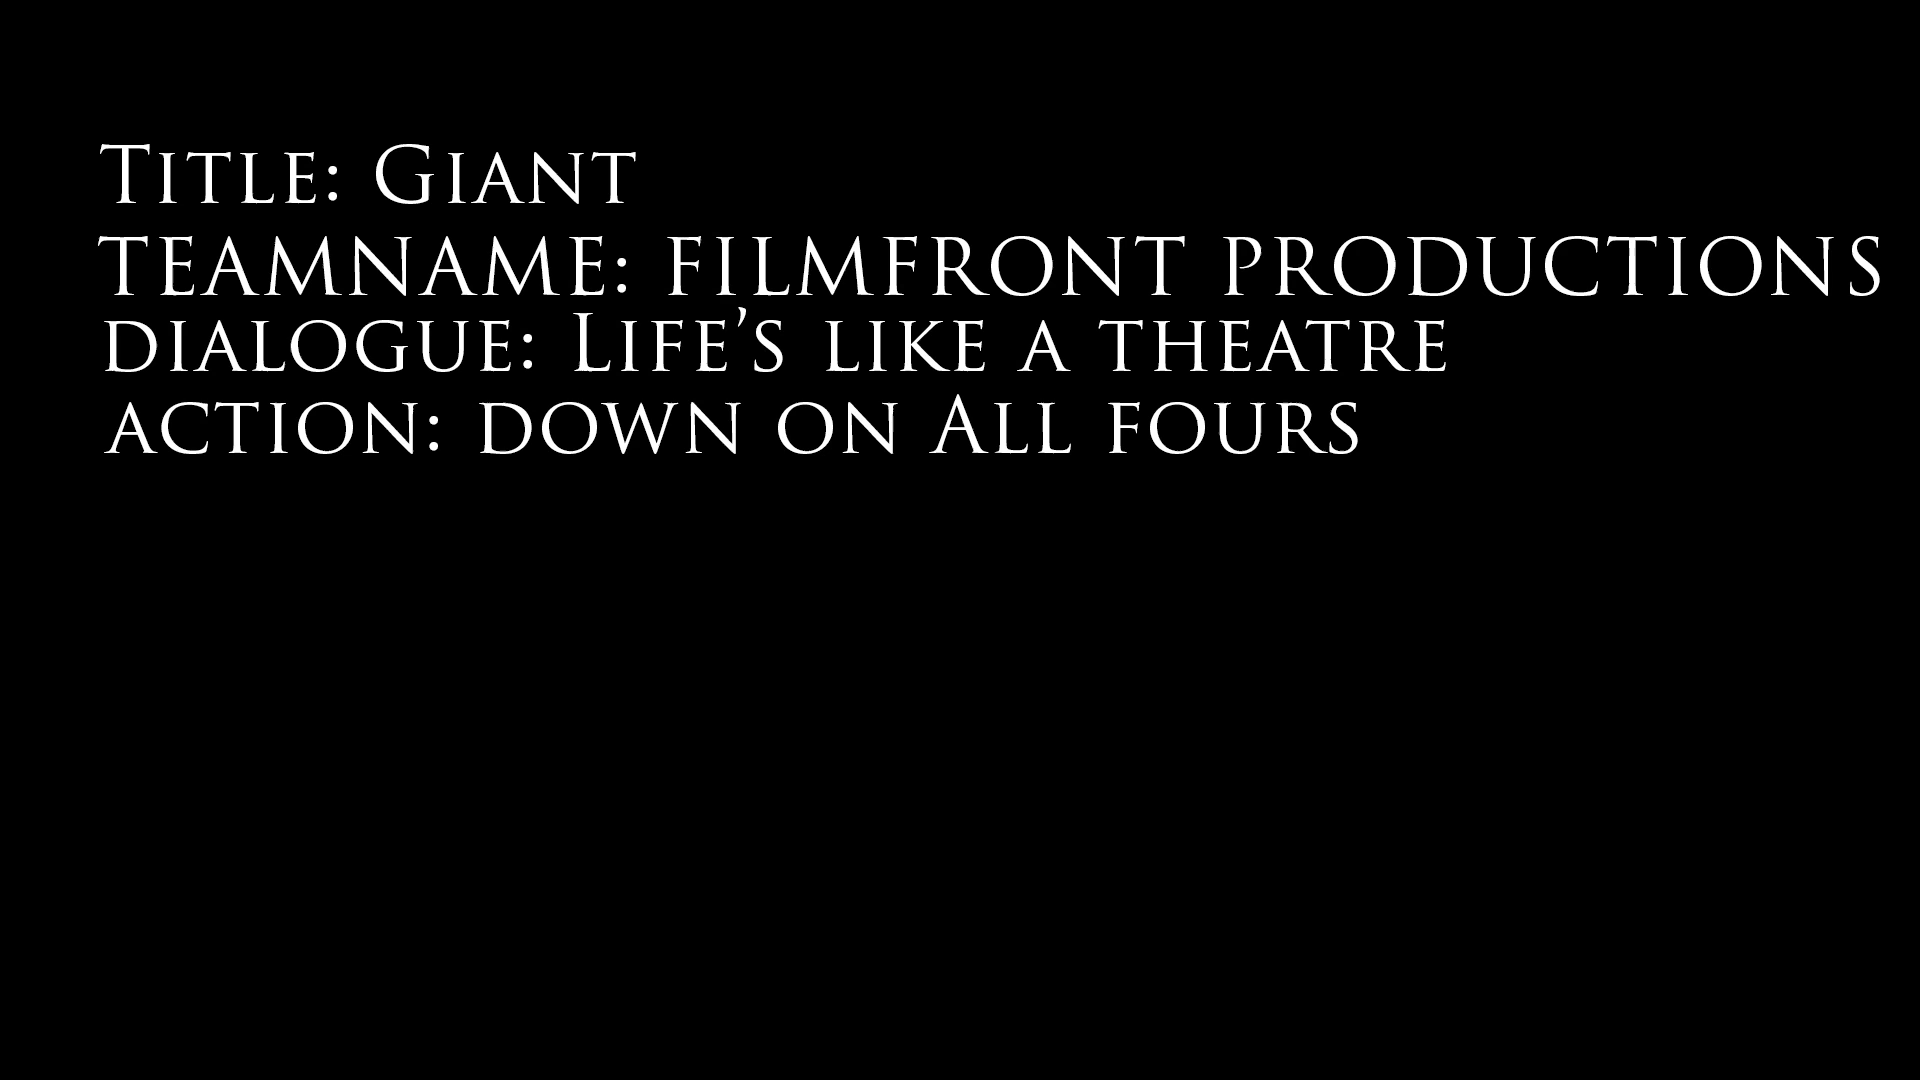 Title: Giant
TEAMNAME: FILMFRONT PRODUCTIONS
dialogue: Life’s like a theatre
action: down on All fours